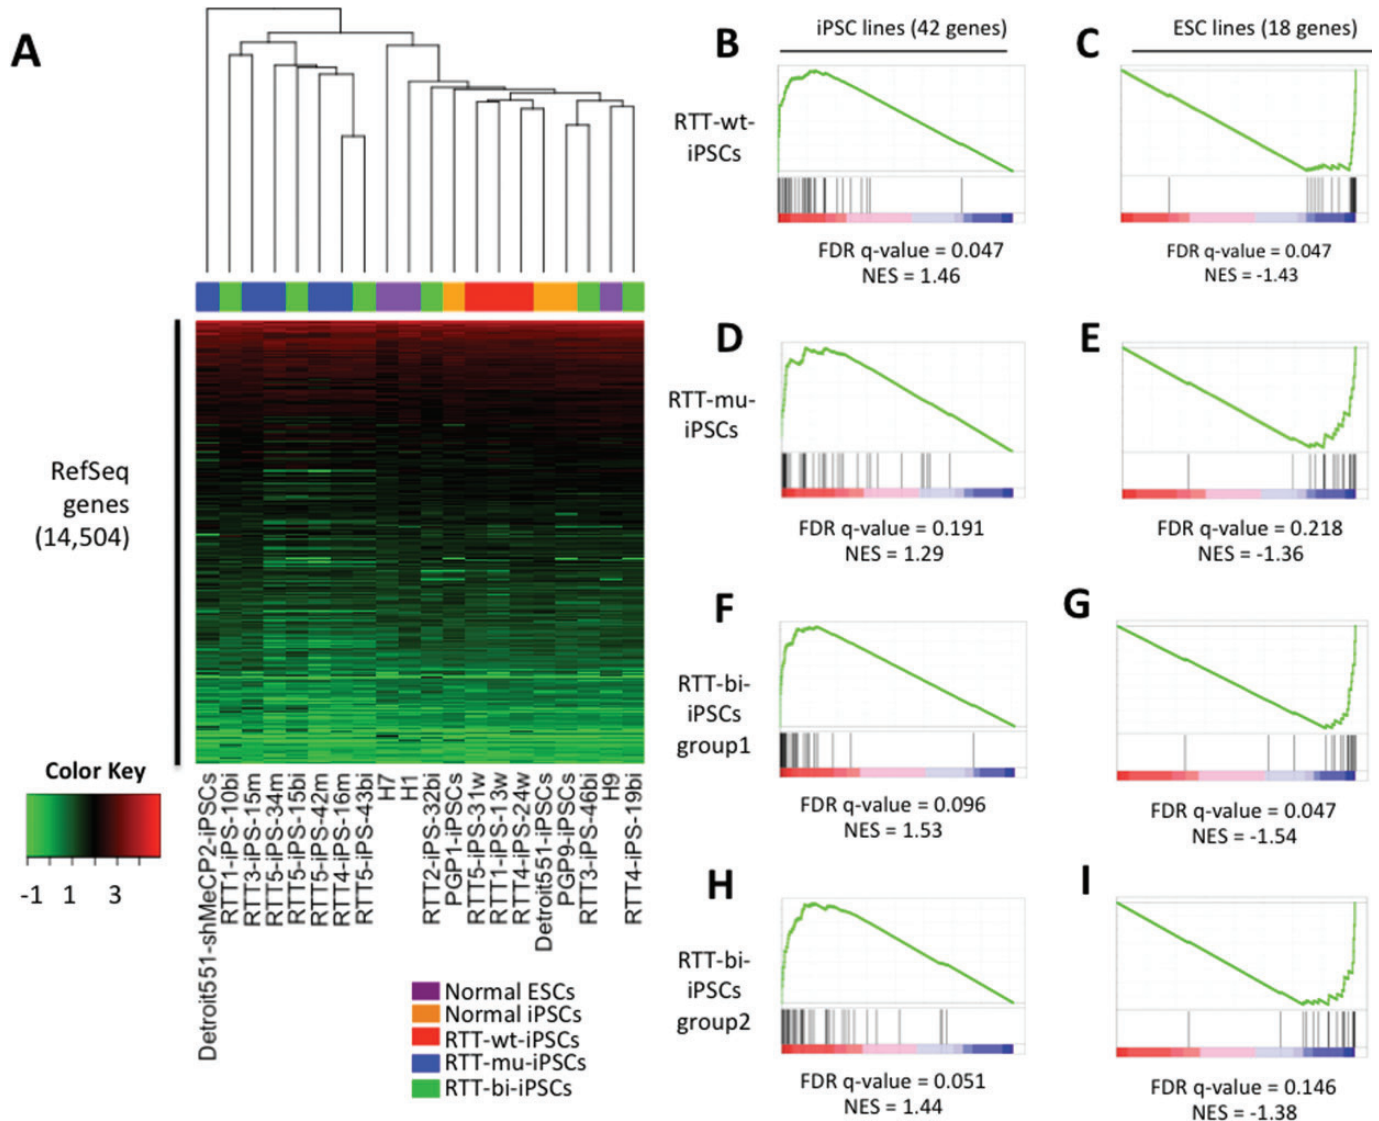 A
RefSeq
genes
(14,504)
Color Key
-1 1 3
Detroit551-shMeCP2-iPSCs
RTT1-iPS-10bi
RTT3-iPS-15m
RTT5-iPS-34m
RTT5-iPS-15bi
RTT5-iPS-42m
RTT4-iPS-16m
RTT5-iPS-43bi
H7
H1
RTT2-iPS-32bi
PGP1-iPSCs
RTT5-iPS-31w
RTT1-iPS-13w
RTT4-iPS-24w
Detroit551-iPSCs
PGP9-iPSCs
RTT3-iPS-46bi
H9
RTT4-iPS-19bi
Normal ESCs
Normal iPSCs
RTT-wt-iPSCs
RTT-mu-iPSCs
RTT-bi-iPSCs
iPSC lines (42 genes)
ESC lines (18 genes)
RTT-wt-
iPSCs
B
FDR q-value = 0.047
NES = 1.46
C
FDR q-value = 0.047
NES = -1.43
RTT-mu-
iPSCs
D
FDR q-value = 0.191
NES = 1.29
E
FDR q-value = 0.218
NES = -1.36
RTT-bi-
iPSCs
group1
F
FDR q-value = 0.096
NES = 1.53
G
FDR q-value = 0.047
NES = -1.54
RTT-bi-
iPSCs
group2
H
FDR q-value = 0.051
NES = 1.44
I
FDR q-value = 0.146
NES = -1.38